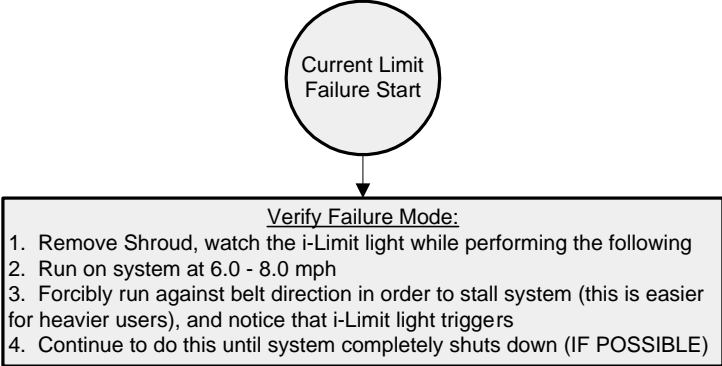 Current Limit
Failure Start
Verify Failure Mode:
1.  Remove Shroud, watch the i-Limit light while performing the following
2.  Run on system at 6.0 - 8.0 mph
3.  Forcibly run against belt direction in order to stall system (this is easier
for heavier users), and notice that i-Limit light triggers
4.  Continue to do this until system completely shuts down (IF POSSIBLE)